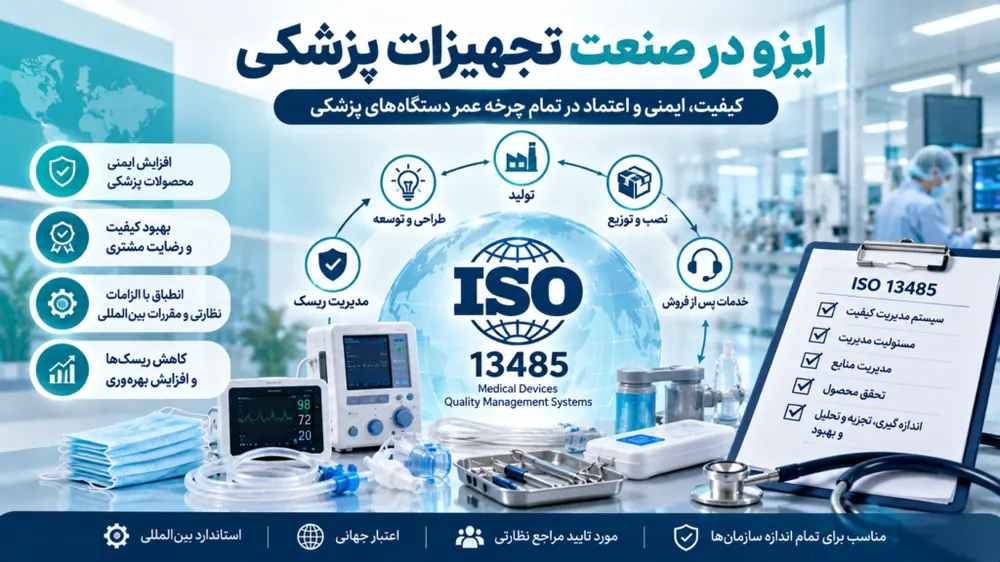 ایزو در صنعت تجهیزات پزشکی
کیفیت، ایمنی و اعتماد در تمام چرخه عمر دستگاه‌های پزشکی
افزایش ایمنی
محصولات پزشکی
بهبود کیفیت
و رضایت مشتری
انطباق با الزامات
نظارتی و مقررات بین‌المللی
کاهش ریسک‌ها
و افزایش بهره‌وری
مدیریت ریسک
طراحی و توسعه
تولید
نصب و توزیع
خدمات پس از فروش
ISO
13485
Medical Devices
Quality Management Systems
98
72
20
ISO 13485
سیستم مدیریت کیفیت
مسئولیت مدیریت
مدیریت منابع
تحقق محصول
اندازه گیری، تجزیه و تحلیل
و بهبود
مناسب برای تمام اندازه سازمان‌ها
مورد تایید مراجع نظارتی
اعتبار جهانی
استاندارد بین‌المللی